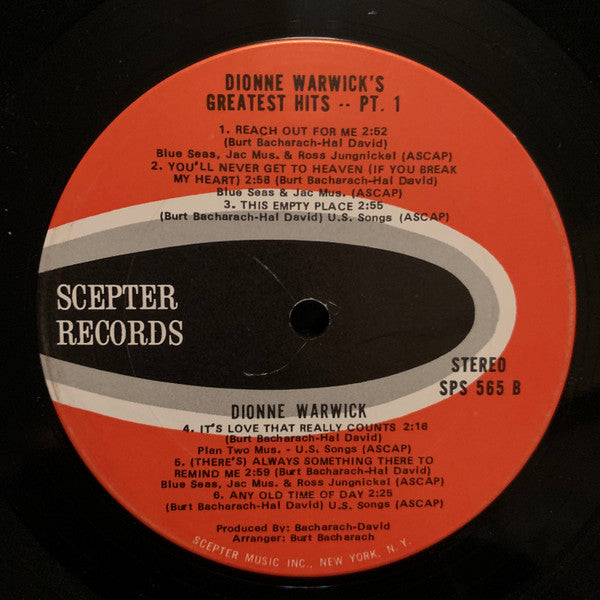 DIONNE WARWICK'S
GREATEST HITS -- PT. 1
1. REACH OUT FOR ME 2:52
(Burt Bacharach-Hal David)
Blue Seas, Jac Mus. & Ross Jungnickel (ASCAP)
2. YOU'LL NEVER GET TO HEAVEN (IF YOU BREAK
MY HEART) 2:58 (Burt Bacharach-Hal David)
Blue Seas & Jac Mus. (ASCAP)
3. THIS EMPTY PLACE 2:55
(Burt Bacharach-Hal David) U.S. Songs (ASCAP)
SCEPTER
RECORDS
STEREO
SPS 565 B
DIONNE WARWICK
4. IT'S LOVE THAT REALLY COUNTS 2:16
(Burt Bacharach-Hal David)
Plan Two Mus. - U.S. Songs (ASCAP)
5. (THERE'S) ALWAYS SOMETHING THERE TO
REMIND ME 2:59 (Burt Bacharach-Hal David)
Blue Seas, Jac Mus. & Ross Jungnickel (ASCAP)
6. ANY OLD TIME OF DAY 2:25
(Burt Bacharach-Hal David) U.S. Songs (ASCAP)
Produced By: Bacharach-David
Arranger: Burt Bacharach
SCEPTER MUSIC INC., NEW YORK, N.Y.